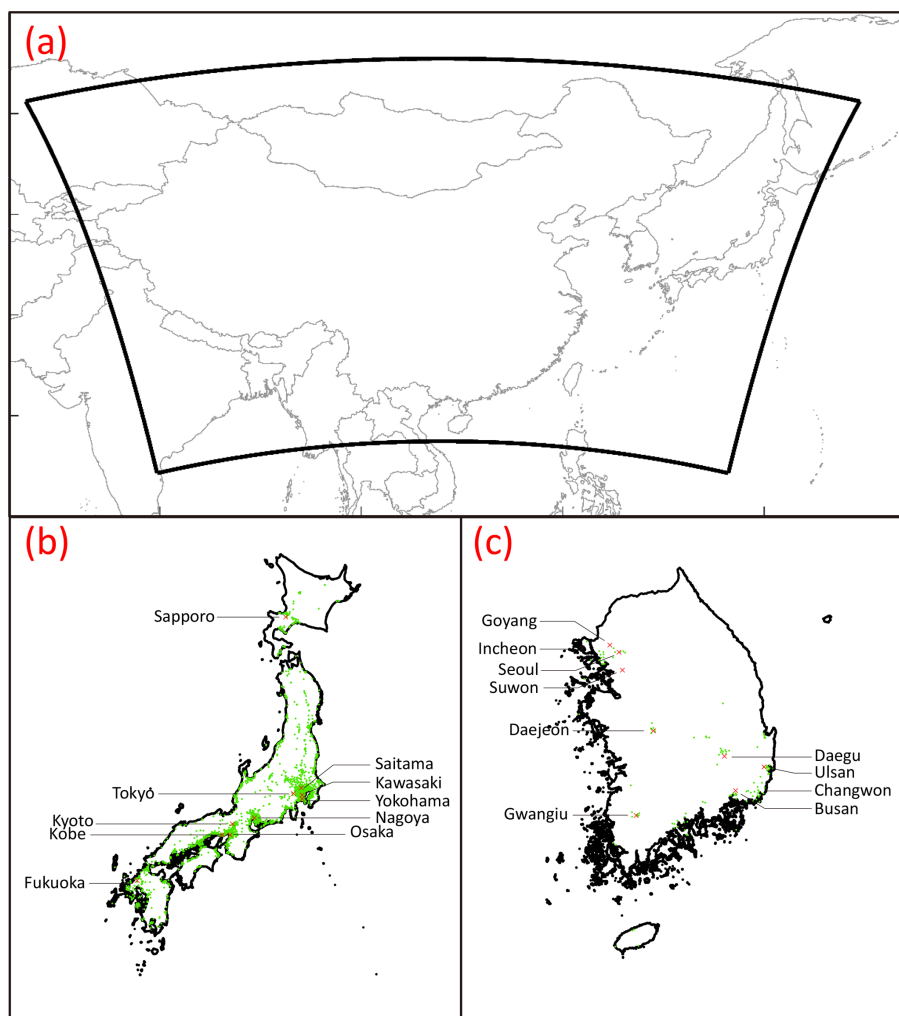 (a)
(b)
Sapporo
Saitama
Kawasaki
Tokyo
Yokohama
Nagoya
Kyoto
Kobe
Osaka
Fukuoka
(c)
Goyang
Incheon
Seoul
Suwon
Daejeon
Daegu
Ulsan
Changwon
Busan
Gwangiu